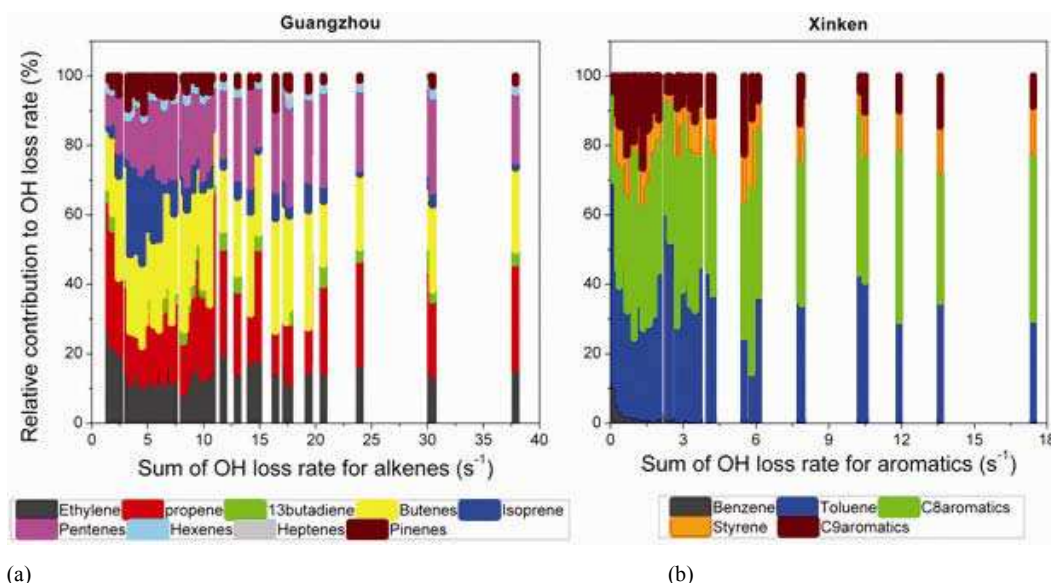 Guangzhou
Relative contribution to OH loss rate (%)
100
80
60
40
20
0
0 5 10 15 20 25 30 35 40
Sum of OH loss rate for alkenes (s⁻¹)
Ethylene propene 13butadiene Butenes Isoprene
Pentenes Hexenes Heptenes Pinenes
(a)
Xinken
100
80
60
40
20
0
0 3 6 9 12 15 18
Sum of OH loss rate for aromatics (s⁻¹)
Benzene Toluene C8aromatics
Styrene C9aromatics
(b)